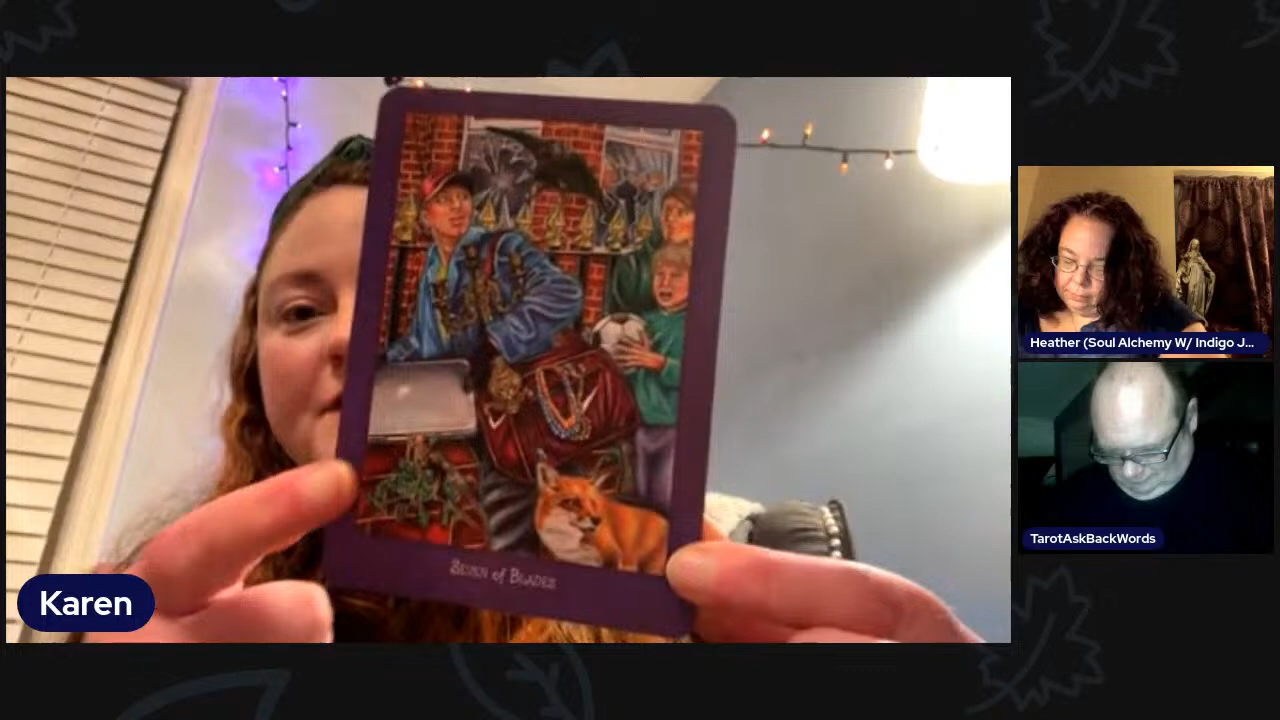 SEVEN of BLADES
Karen
Heather (Soul Alchemy W/ Indigo J...
TarotAskBackWords